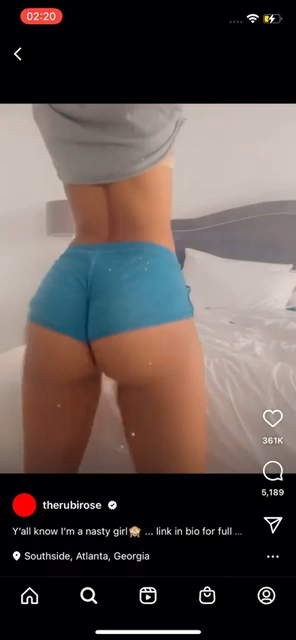 02:20
361K
5,189
therubirose
Y'all know I'm a nasty girl🙈 ... link in bio for full ...
Southside, Atlanta, Georgia